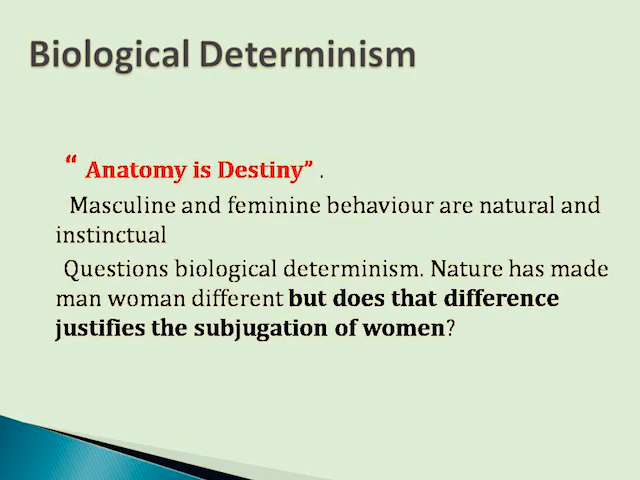 Biological Determinism
“ Anatomy is Destiny” .
Masculine and feminine behaviour are natural and
instinctual
Questions biological determinism. Nature has made
man woman different but does that difference
justifies the subjugation of women?